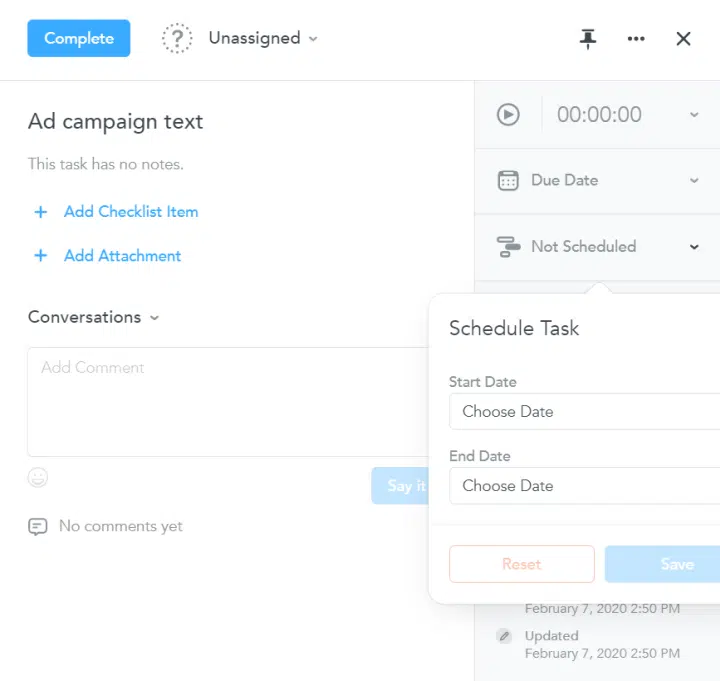 Complete
?
Unassigned
Ad campaign text
This task has no notes.
+ Add Checklist Item
+ Add Attachment
Conversations
Add Comment
Say it
No comments yet
00:00:00
Due Date
Not Scheduled
Schedule Task
Start Date
Choose Date
End Date
Choose Date
Reset
Save
February 7, 2020 2:50 PM
Updated
February 7, 2020 2:50 PM